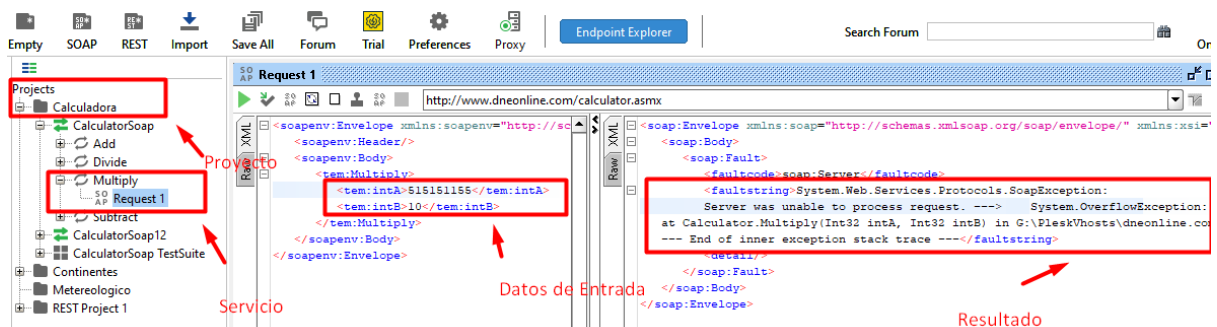 Empty SOAP REST Import Save All Forum Trial Preferences Proxy Endpoint Explorer Search Forum On
Projects
Calculadora
CalculatorSoap
Add
Divide
Multiply
SO AP Request 1
Subtract
CalculatorSoap12
CalculatorSoap TestSuite
Continentes
Metereologico
REST Project 1
Proyecto
Servicio
SO AP Request 1
http://www.dneonline.com/calculator.asmx
XML
Raw
<soapenv:Envelope xmlns:soapenv="http://sc
<soapenv:Header/>
<soapenv:Body>
<tem:Multiply>
<tem:intA>515151155</tem:intA>
<tem:intB>10</tem:intB>
</tem:Multiply>
</soapenv:Body>
</soapenv:Envelope>
Datos de Entrada
XML
Raw
<soap:Envelope xmlns:soap="http://schemas.xmlsoap.org/soap/envelope/" xmlns:xsi="
<soap:Body>
<soap:Fault>
<faultcode>soap:Server</faultcode>
<faultstring>System.Web.Services.Protocols.SoapException:
Server was unable to process request. ---> System.OverflowException:
at Calculator.Multiply(Int32 intA, Int32 intB) in G:\PleskVhosts\dneonline.com
--- End of inner exception stack trace ---</faultstring>
<detail/>
</soap:Fault>
</soap:Body>
</soap:Envelope>
Resultado